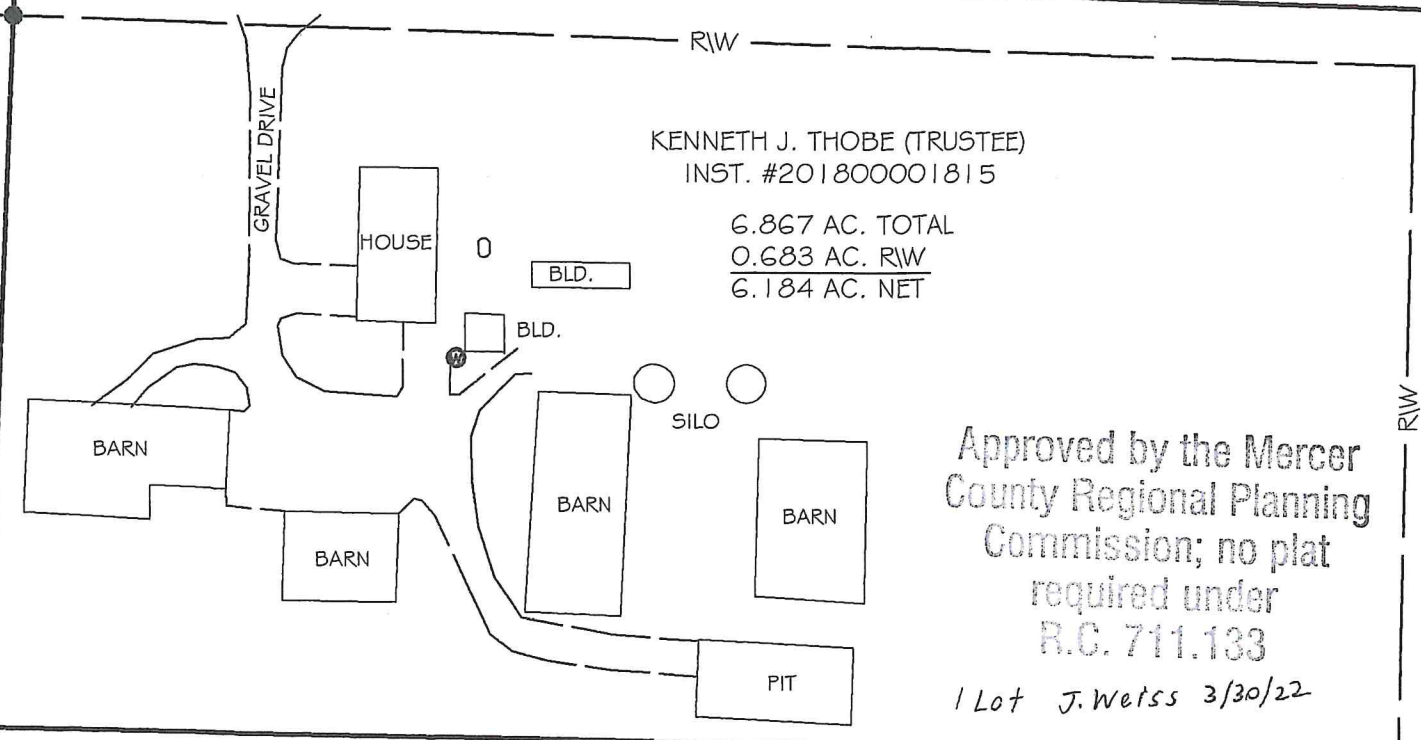 R\W
GRAVEL DRIVE
KENNETH J. THOBE (TRUSTEE)
INST. #201800001815
6.867 AC. TOTAL
0.683 AC. R\W
6.184 AC. NET
HOUSE
O
BLD.
BLD.
W
SILO
R\W
BARN
BARN
BARN
BARN
PIT
Approved by the Mercer
County Regional Planning
Commission; no plat
required under
R.C. 711.133
1 Lot J. Weiss 3/30/22